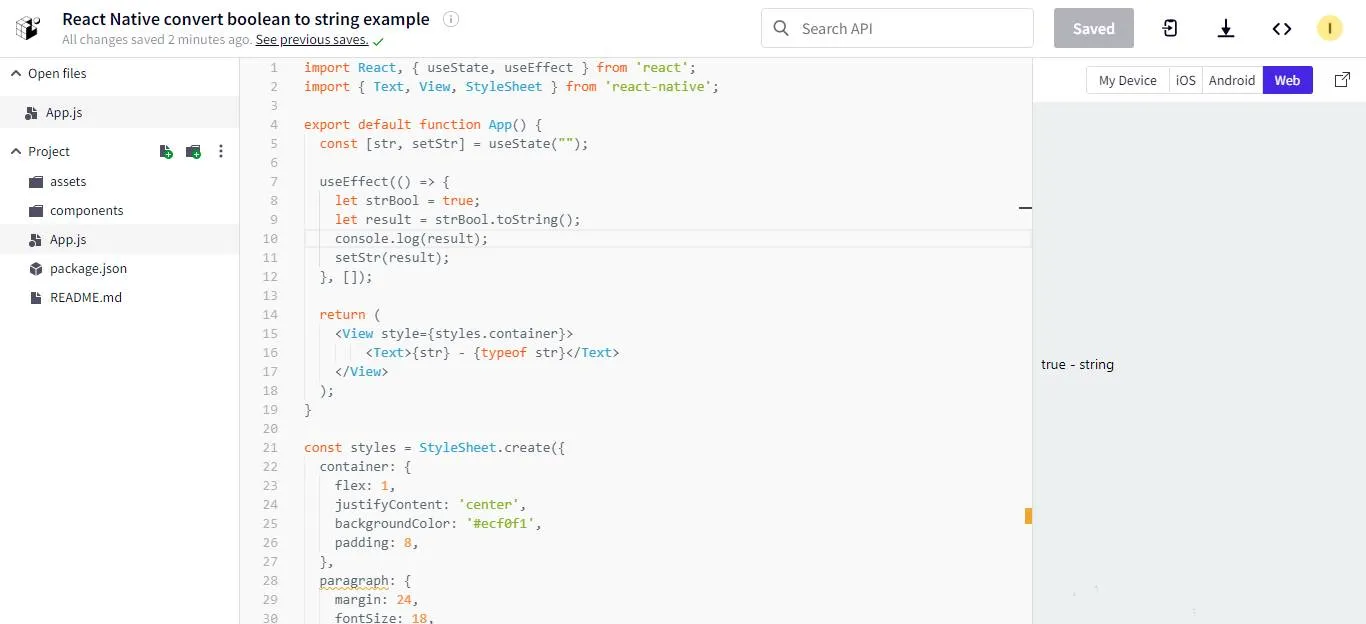 React Native convert boolean to string example
All changes saved 2 minutes ago. See previous saves.
Search API
Saved
I
Open files
App.js
Project
assets
components
App.js
package.json
README.md
1 import React, { useState, useEffect } from 'react';
2 import { Text, View, StyleSheet } from 'react-native';
3
4 export default function App() {
5 const [str, setStr] = useState("");
6
7 useEffect(() => {
8 let strBool = true;
9 let result = strBool.toString();
10 console.log(result);
11 setStr(result);
12 }, []);
13
14 return (
15 <View style={styles.container}>
16 <Text>{str} - {typeof str}</Text>
17 </View>
18 );
19 }
20
21 const styles = StyleSheet.create({
22 container: {
23 flex: 1,
24 justifyContent: 'center',
25 backgroundColor: '#ecf0f1',
26 padding: 8,
27 },
28 paragraph: {
29 margin: 24,
30 fontSize: 18,
My Device iOS Android Web
true - string